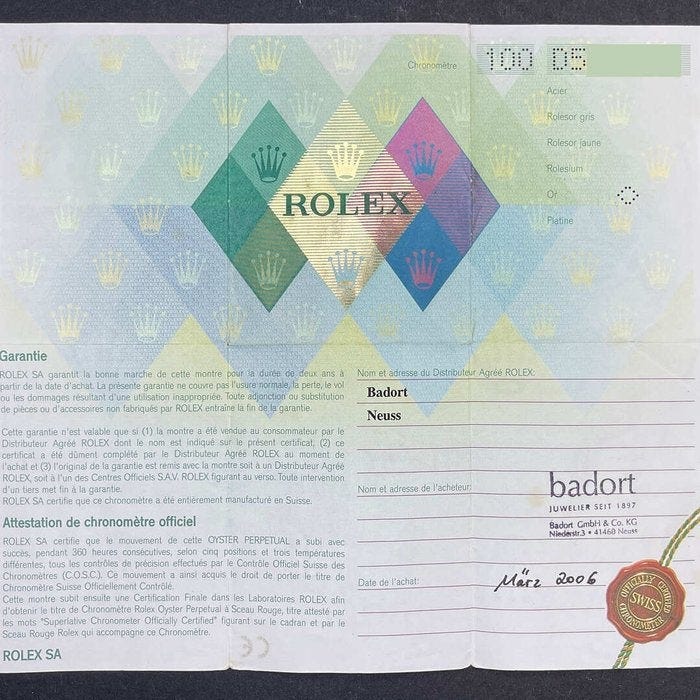 Chronomètre 100 D5
Acier
Rolesor gris
Rolesor jaune
Rolesium
Or
Platine
ROLEX
Garantie
ROLEX SA garantit la bonne marche de cette montre pour la durée de deux ans à
partir de la date d'achat. La présente garantie ne couvre pas l'usure normale, la perte, le vol
ou les dommages résultant d'une utilisation inappropriée. Toute adjonction ou substitution
de pièces ou d'accessoires non fabriqués par ROLEX entraîne la fin de la garantie.
Cette garantie n'est valable que si (1) la montre a été vendue au consommateur par le
Distributeur Agréé ROLEX dont le nom est indiqué sur le présent certificat, (2) ce
certificat a été dûment complété par le Distributeur Agréé ROLEX au moment de
l'achat et (3) l'original de la garantie est remis avec la montre soit à un Distributeur Agréé
ROLEX, soit à l'un des Centres Officiels S.A.V. ROLEX figurant au verso. Toute intervention
d'un tiers met fin à la garantie.
ROLEX SA certifie que ce chronomètre a été entièrement manufacturé en Suisse.
Attestation de chronomètre officiel
ROLEX SA certifie que le mouvement de cette OYSTER PERPETUAL a subi avec
succès, pendant 360 heures consécutives, selon cinq positions et trois températures
différentes, tous les contrôles de précision effectués par le Contrôle Officiel Suisse des
Chronomètres (C.O.S.C.). Ce mouvement a ainsi acquis le droit de porter le titre de
Chronomètre Suisse Officiellement Contrôlé.
Cette montre subit ensuite une Certification Finale dans les Laboratoires ROLEX afin
d'obtenir le titre de Chronomètre Rolex Oyster Perpetual à Sceau Rouge, titre attesté par
les mots "Superlative Chronometer Officially Certified" figurant sur le cadran et par le
Sceau Rouge Rolex qui accompagne ce Chronomètre.
ROLEX SA
Nom et adresse du Distributeur Agréé ROLEX:
Badort
Neuss
Nom et adresse de l'acheteur:
badort
JUWELIER SEIT 1897
Badort GmbH & Co. KG
Niederstr.3 • 41460 Neuss
Date de l'achat: März 2006
OFFICIALLY CERTIFIED
SWISS
CHRONOMETER